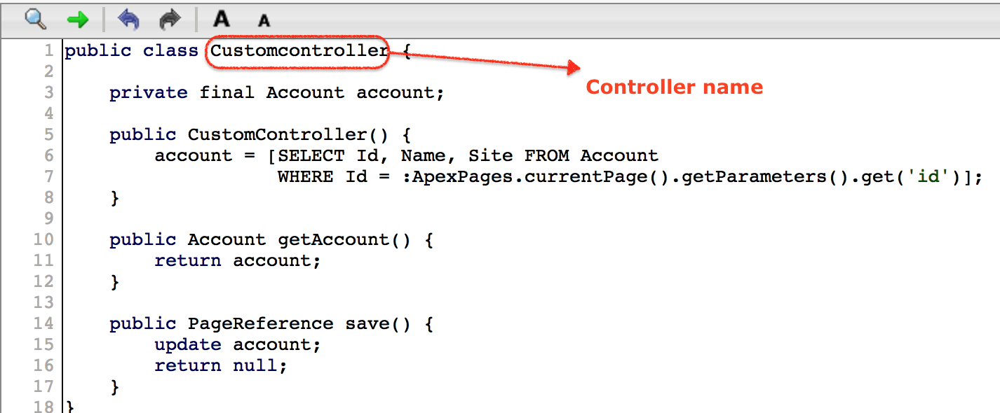 A A
1 public class Customcontroller {
Controller name
2
3     private final Account account;
4
5     public CustomController() {
6         account = [SELECT Id, Name, Site FROM Account
7                    WHERE Id = :ApexPages.currentPage().getParameters().get('id')];
8     }
9
10     public Account getAccount() {
11         return account;
12     }
13
14     public PageReference save() {
15         update account;
16         return null;
17     }
18 }